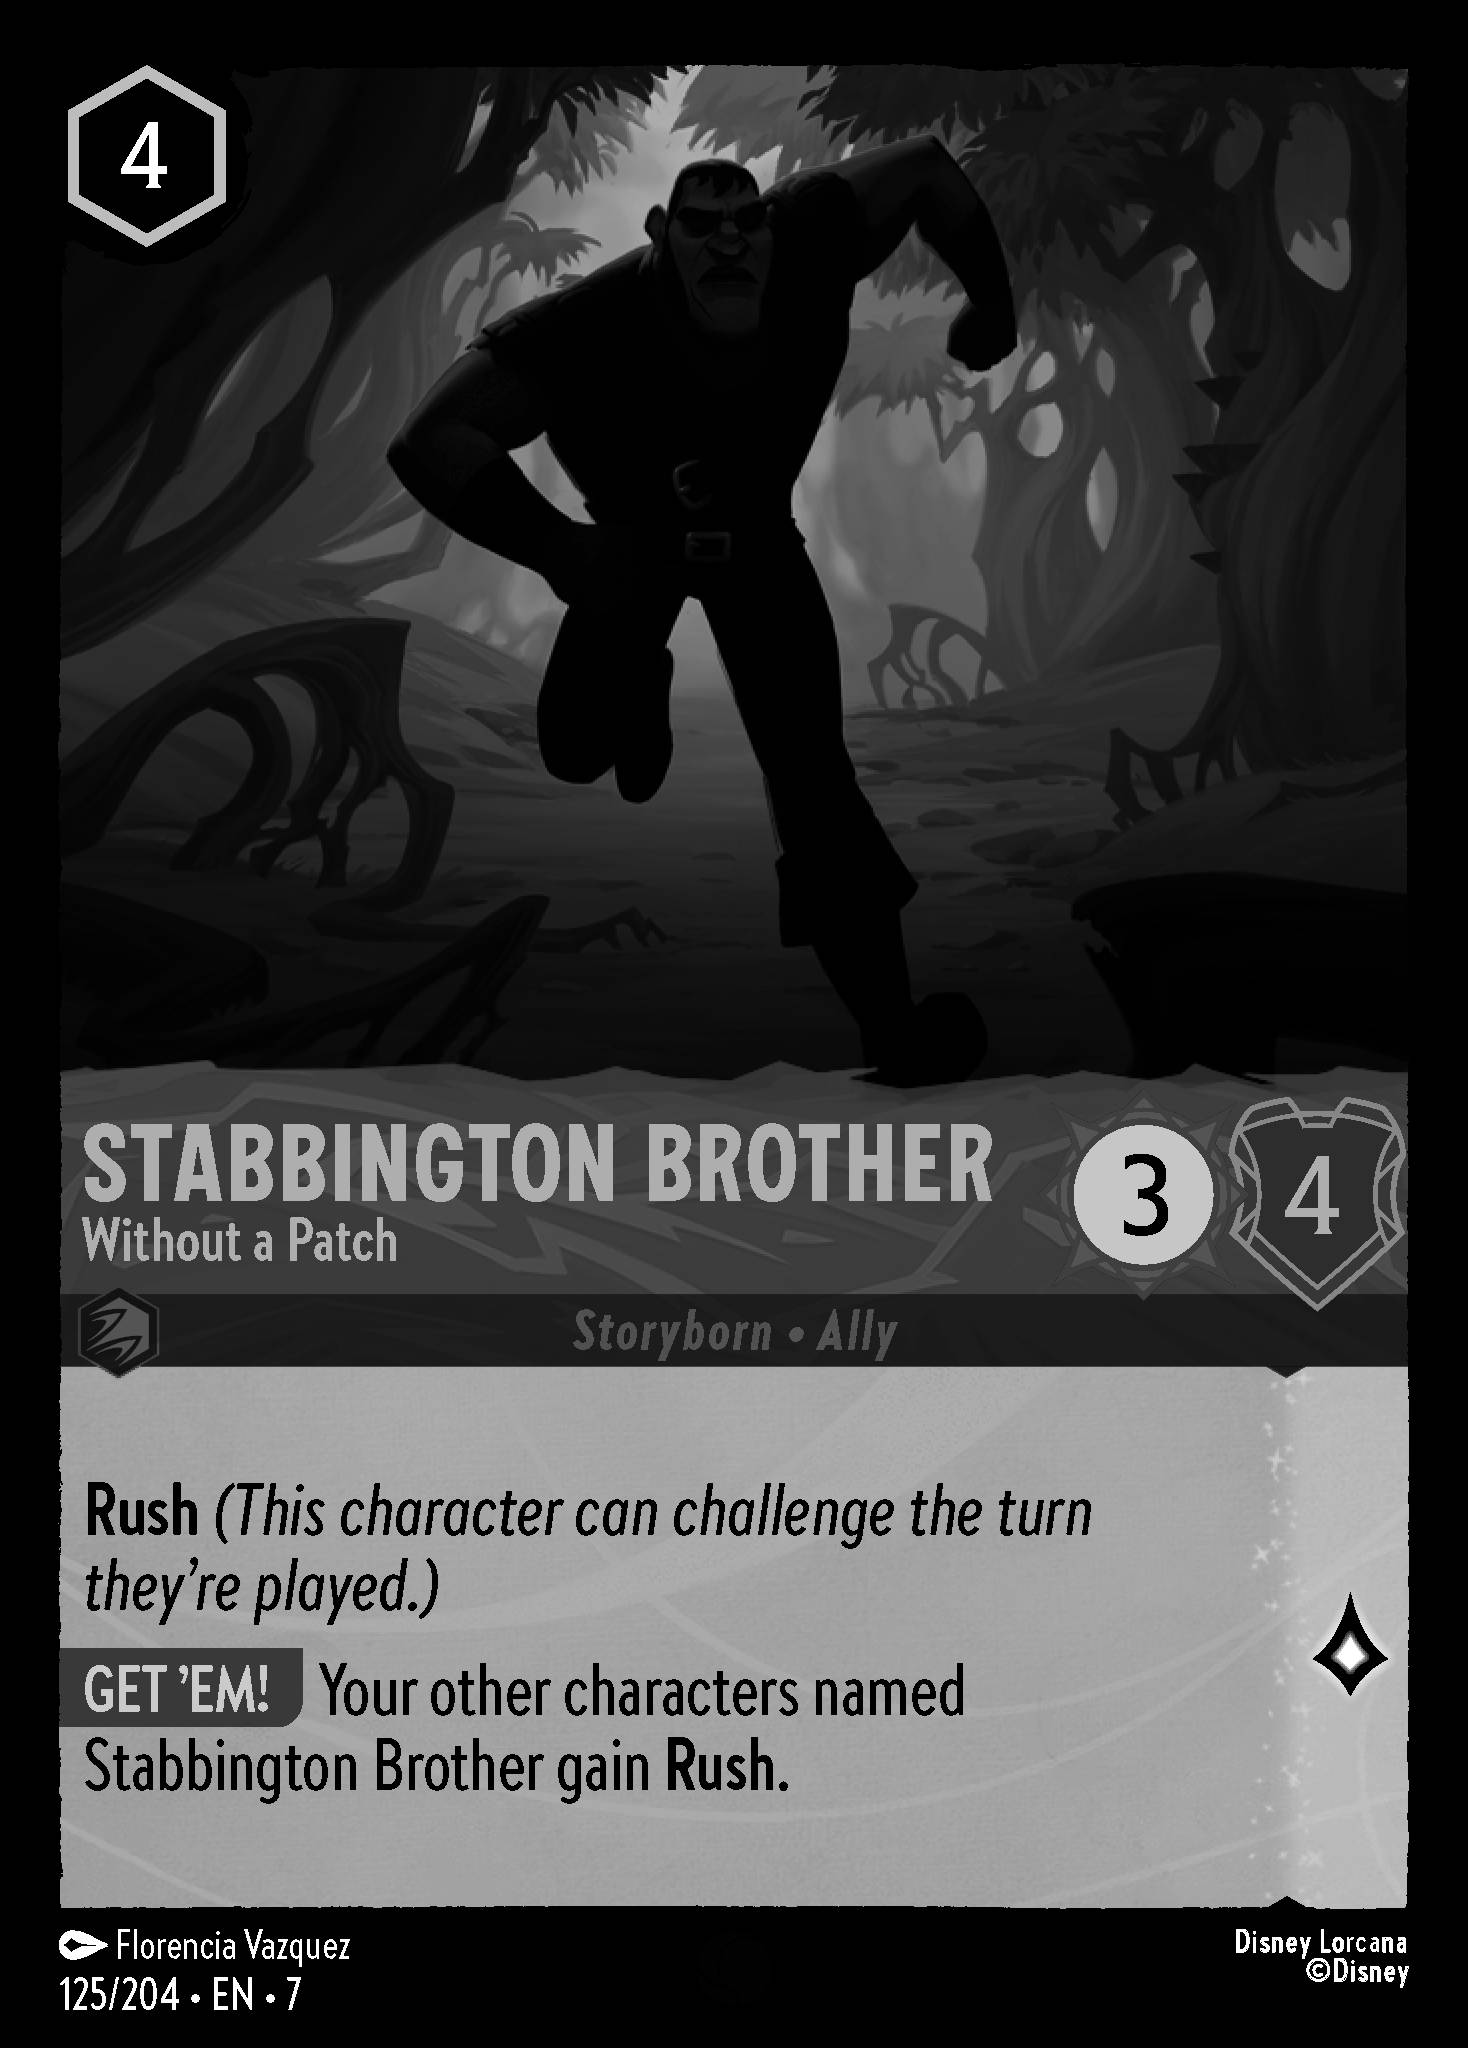 4
STABBINGTON BROTHER
Without a Patch
3
4
Storyborn • Ally
Rush (This character can challenge the turn
they’re played.)
GET ’EM! Your other characters named
Stabbington Brother gain Rush.
Florencia Vazquez
125/204 • EN • 7
Disney Lorcana
©Disney